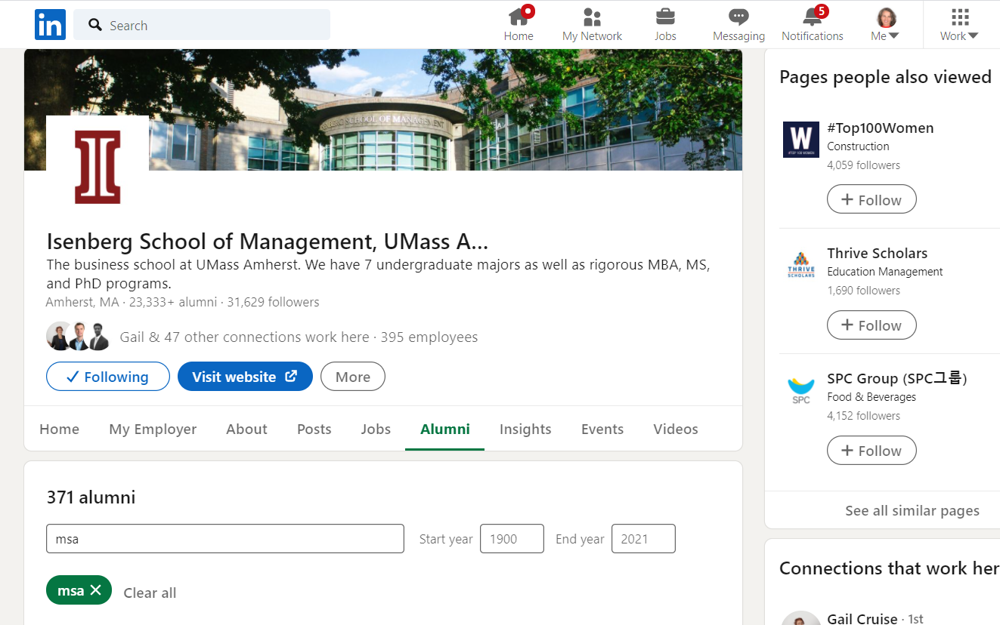 in
Search
Home
My Network
Jobs
Messaging
5
Notifications
Me
Work
ISENBERG SCHOOL OF MANAGEMENT
Isenberg School of Management, UMass A...
The business school at UMass Amherst. We have 7 undergraduate majors as well as rigorous MBA, MS,
and PhD programs.
Amherst, MA · 23,333+ alumni · 31,629 followers
Gail & 47 other connections work here · 395 employees
Following
Visit website
More
Home
My Employer
About
Posts
Jobs
Alumni
Insights
Events
Videos
371 alumni
msa
Start year
1900
End year
2021
msa
Clear all
Pages people also viewed
W
#TOP 100 WOMEN
#Top100Women
Construction
4,059 followers
+ Follow
THRIVE
SCHOLARS
Thrive Scholars
Education Management
1,690 followers
+ Follow
SPC
SPC Group (SPC그룹)
Food & Beverages
4,152 followers
+ Follow
See all similar pages
Connections that work her
Gail Cruise · 1st